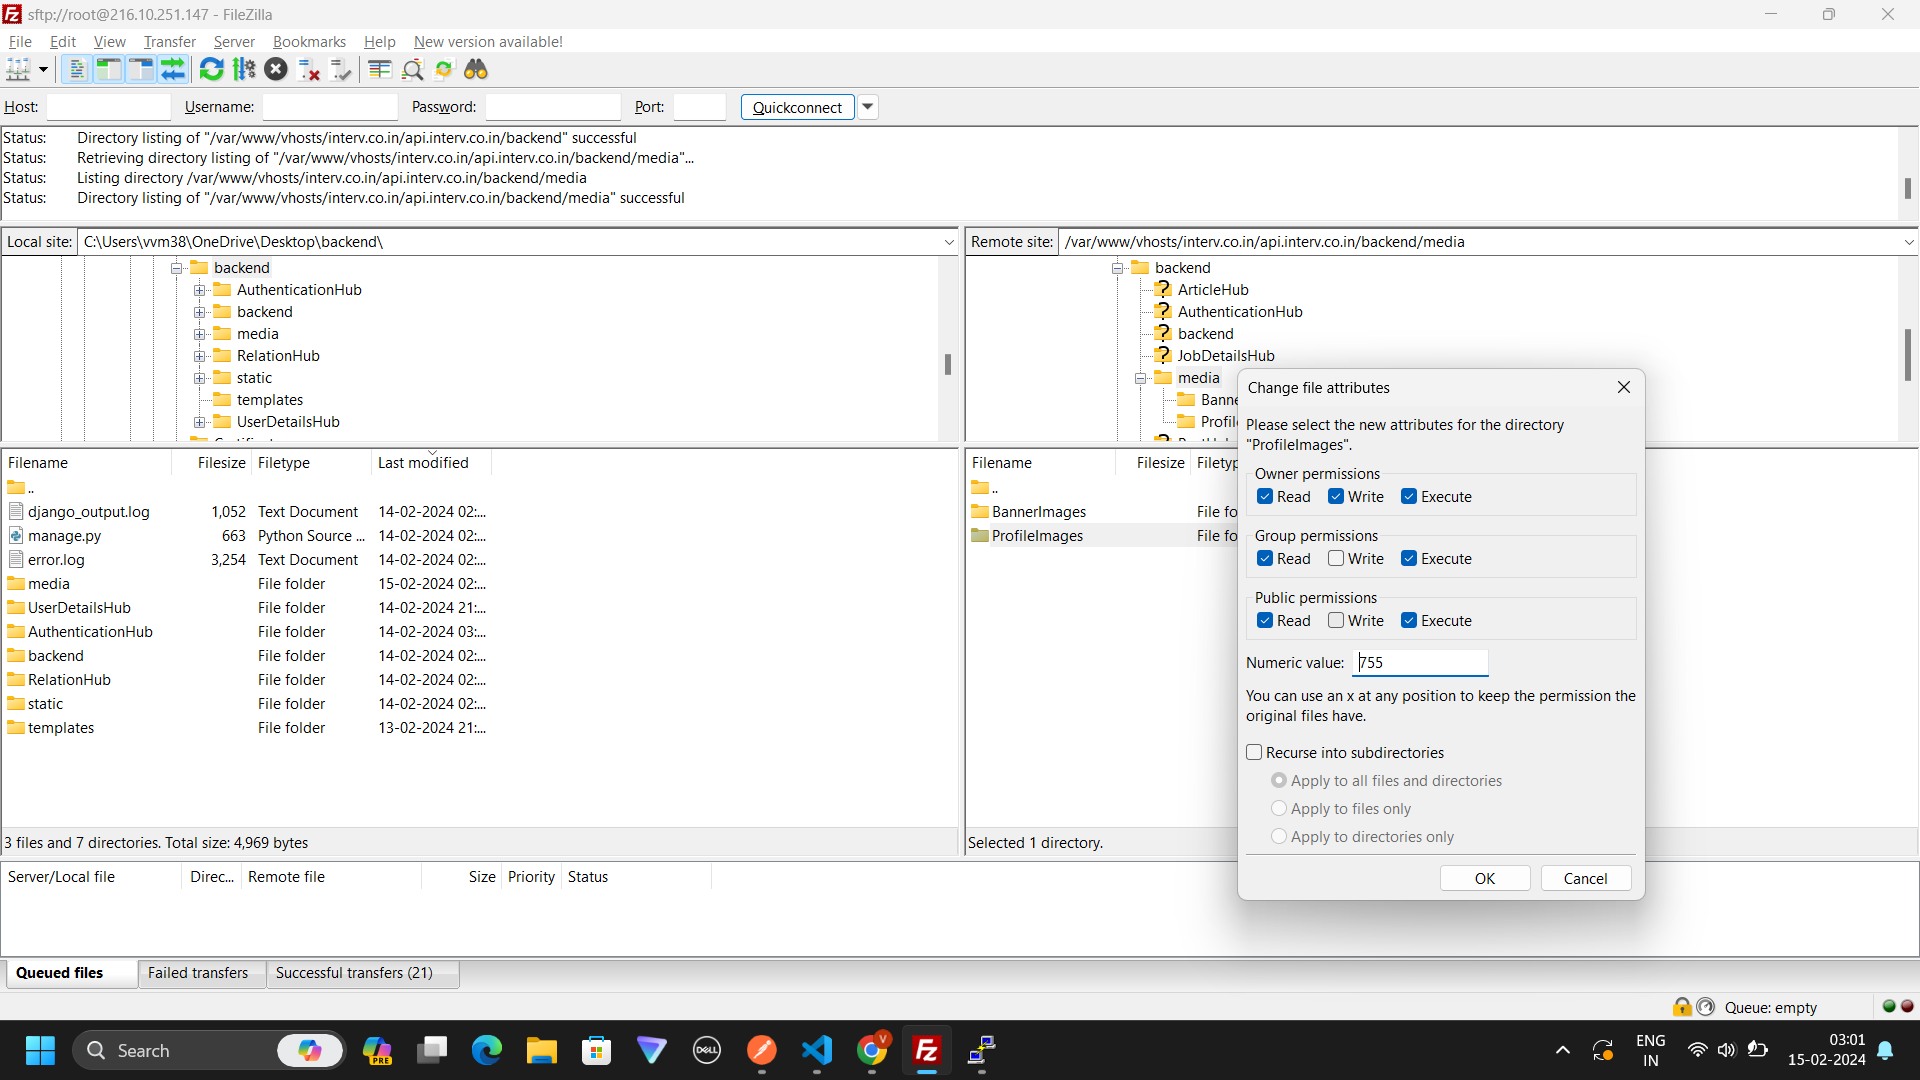 sftp://root@216.10.251.147 - FileZilla
File Edit View Transfer Server Bookmarks Help New version available!
Host: Username: Password: Port: Quickconnect
Status: Directory listing of "/var/www/vhosts/interv.co.in/api.interv.co.in/backend" successful
Status: Retrieving directory listing of "/var/www/vhosts/interv.co.in/api.interv.co.in/backend/media"...
Status: Listing directory /var/www/vhosts/interv.co.in/api.interv.co.in/backend/media
Status: Directory listing of "/var/www/vhosts/interv.co.in/api.interv.co.in/backend/media" successful
Local site: C:\Users\vvm38\OneDrive\Desktop\backend\
backend
AuthenticationHub
backend
media
RelationHub
static
templates
UserDetailsHub
Filename Filesize Filetype Last modified
..
django_output.log 1,052 Text Document 14-02-2024 02:...
manage.py 663 Python Source ... 14-02-2024 02:...
error.log 3,254 Text Document 14-02-2024 02:...
media File folder 15-02-2024 02:...
UserDetailsHub File folder 14-02-2024 21:...
AuthenticationHub File folder 14-02-2024 03:...
backend File folder 14-02-2024 02:...
RelationHub File folder 14-02-2024 02:...
static File folder 14-02-2024 02:...
templates File folder 13-02-2024 21:...
3 files and 7 directories. Total size: 4,969 bytes
Remote site: /var/www/vhosts/interv.co.in/api.interv.co.in/backend/media
backend
? ArticleHub
? AuthenticationHub
? backend
? JobDetailsHub
media
Banne
Profil
Filename Filesize Filetyp
..
BannerImages File fo
ProfileImages File fo
Selected 1 directory.
Change file attributes
Please select the new attributes for the directory
"ProfileImages".
Owner permissions
Read Write Execute
Group permissions
Read Write Execute
Public permissions
Read Write Execute
Numeric value: 755
You can use an x at any position to keep the permission the
original files have.
Recurse into subdirectories
Apply to all files and directories
Apply to files only
Apply to directories only
OK Cancel
Server/Local file Direc... Remote file Size Priority Status
Queued files Failed transfers Successful transfers (21)
Queue: empty
Search
PRE
DELL
V
Fz
ENG
IN
03:01
15-02-2024